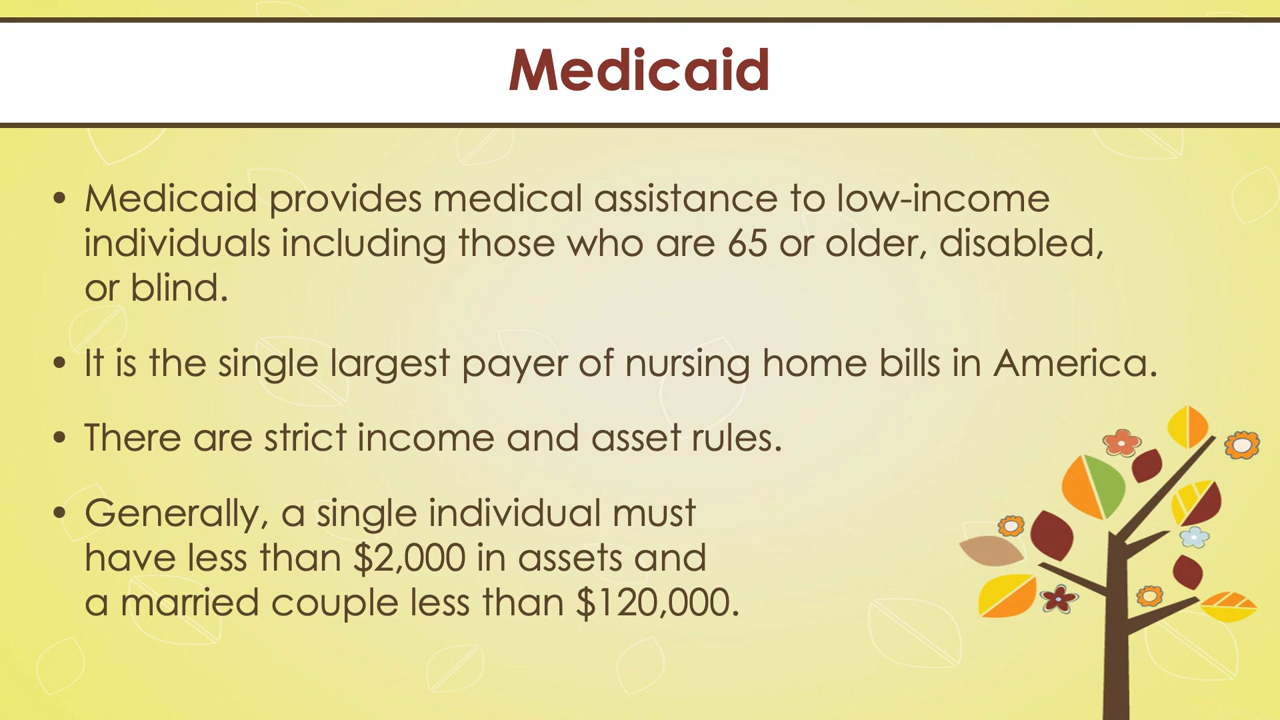 Medicaid
• Medicaid provides medical assistance to low-income
individuals including those who are 65 or older, disabled,
or blind.
• It is the single largest payer of nursing home bills in America.
• There are strict income and asset rules.
• Generally, a single individual must
have less than $2,000 in assets and
a married couple less than $120,000.